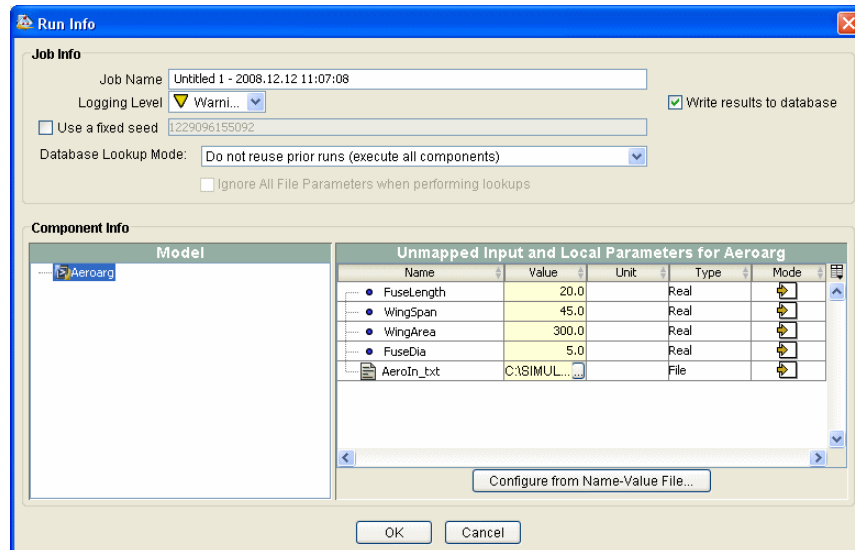 Run Info
Job Info
Job Name Untitled 1 - 2008.12.12 11:07:08
Logging Level Warni...
Write results to database
Use a fixed seed 1229096155092
Database Lookup Mode: Do not reuse prior runs (execute all components)
Ignore All File Parameters when performing lookups
Component Info
Model
Aeroarg
Unmapped Input and Local Parameters for Aeroarg
Name Value Unit Type Mode
FuseLength 20.0 Real
WingSpan 45.0 Real
WingArea 300.0 Real
FuseDia 5.0 Real
AeroIn_txt C:\SIMUL... ... File
Configure from Name-Value File...
OK Cancel